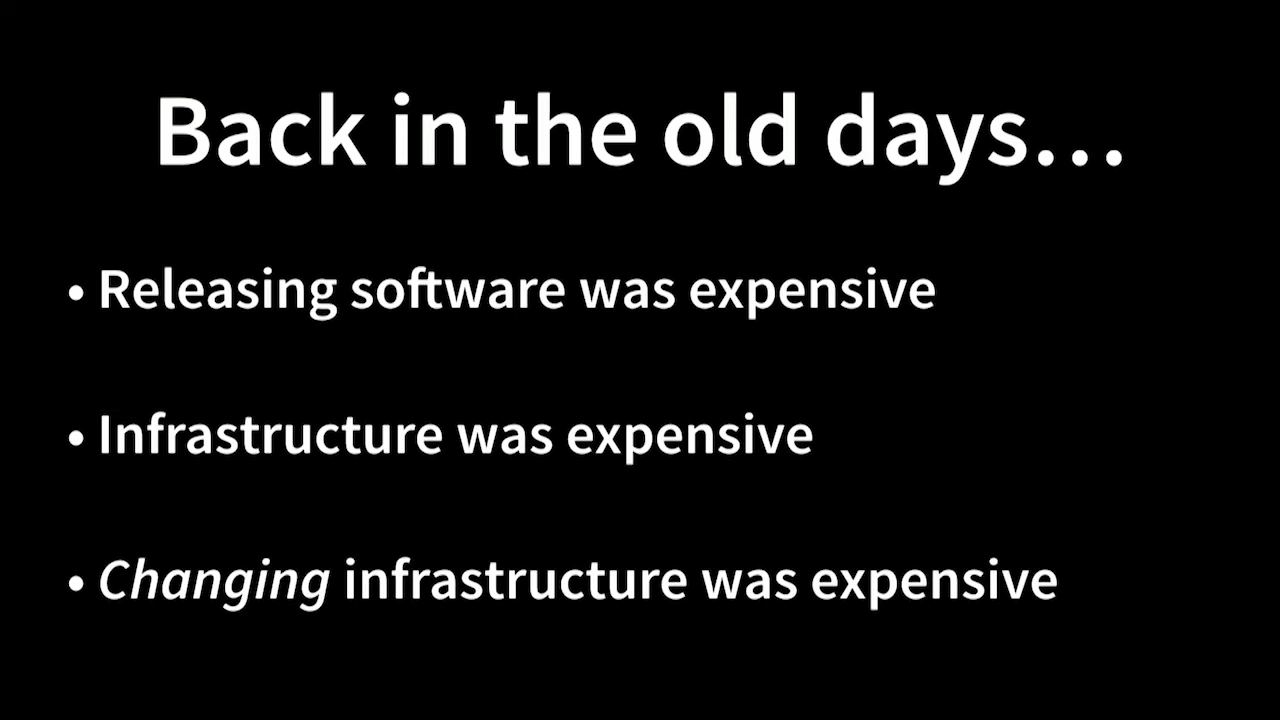 Back in the old days…
• Releasing software was expensive
• Infrastructure was expensive
• Changing infrastructure was expensive